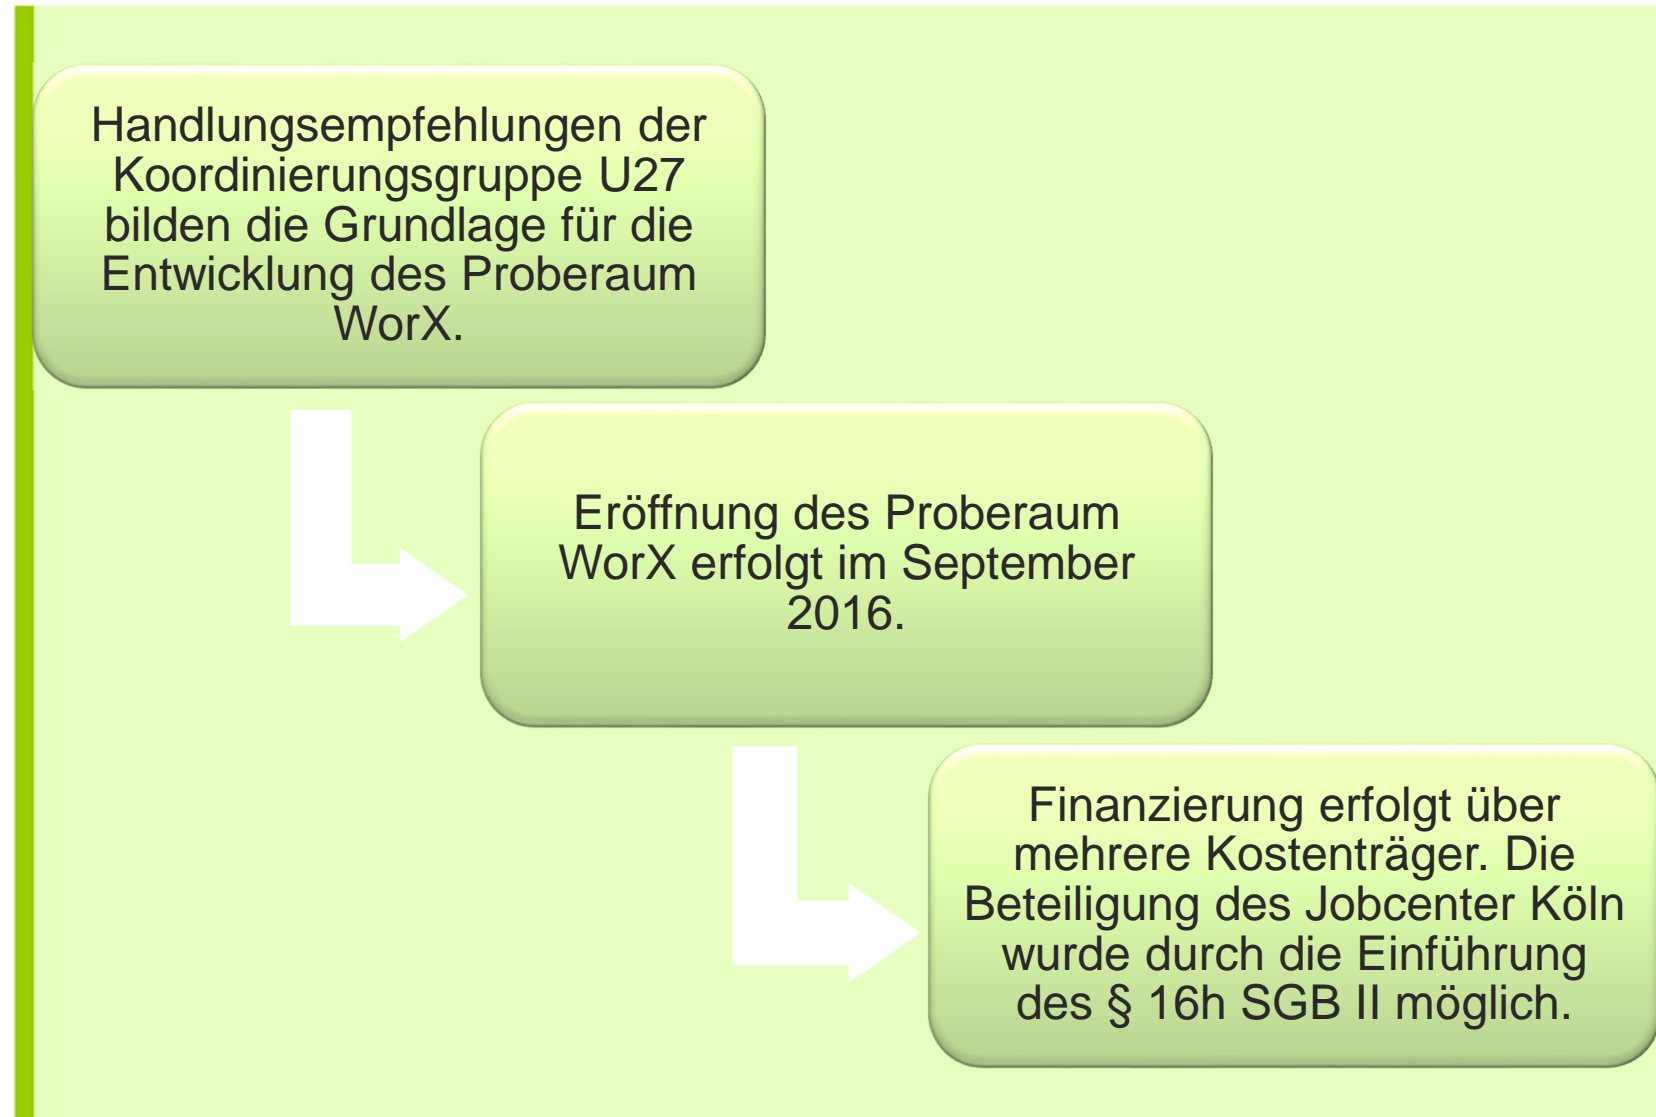 Handlungsempfehlungen der
Koordinierungsgruppe U27
bilden die Grundlage für die
Entwicklung des Proberaum
WorX.
Eröffnung des Proberaum
WorX erfolgt im September
2016.
Finanzierung erfolgt über
mehrere Kostenträger. Die
Beteiligung des Jobcenter Köln
wurde durch die Einführung
des § 16h SGB II möglich.